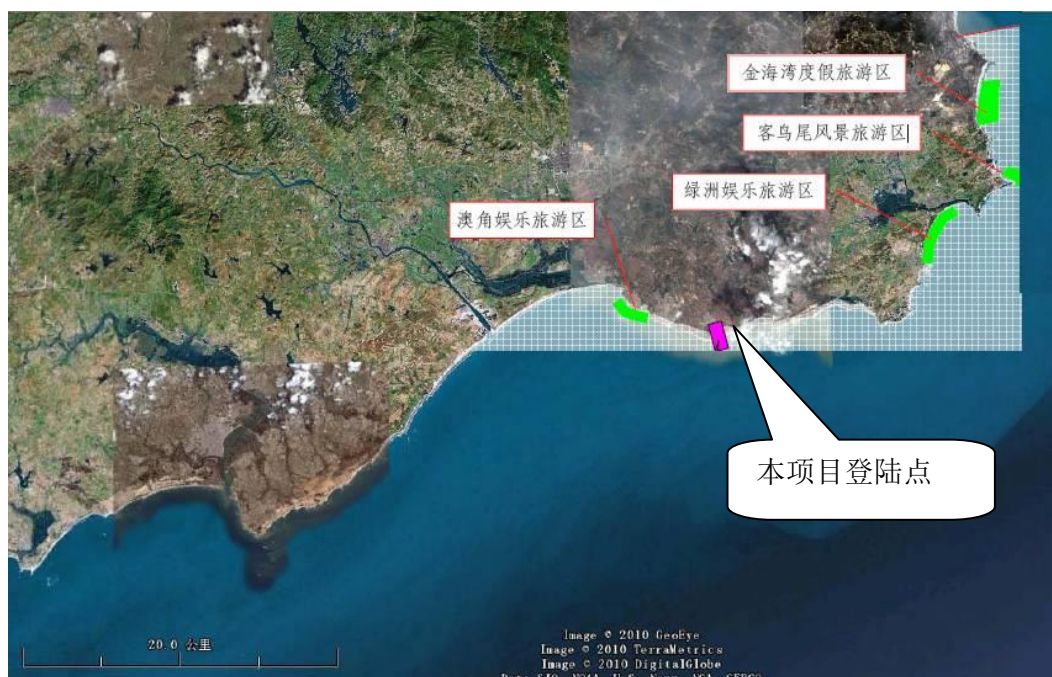 金海湾度假旅游区
客鸟尾风景旅游区
绿洲娱乐旅游区
澳角娱乐旅游区
本项目登陆点
20.0 公里
Image © 2010 GeoEye
Image © 2010 TerraMetrics
Image © 2010 DigitalGlobe